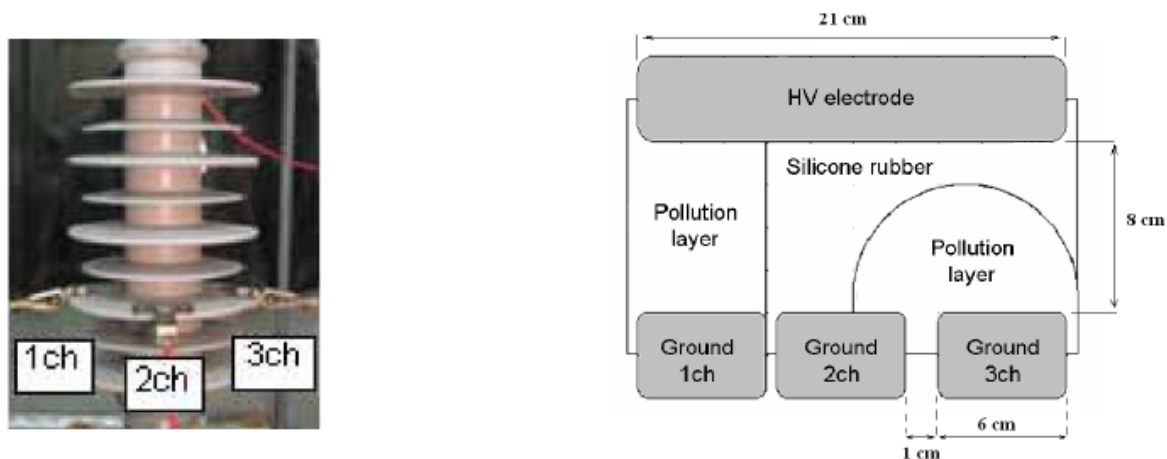 1ch
2ch
3ch
21 cm
HV electrode
Silicone rubber
Pollution
layer
8 cm
Pollution
layer
Ground
1ch
Ground
2ch
Ground
3ch
6 cm
1 cm